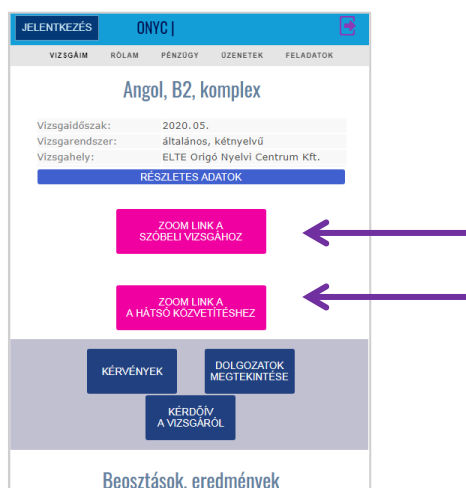 JELENTKEZÉS ONYC |
VIZSGÁIM RÓLAM PÉNZÜGY ÜZENETEK FELADATOK
Angol, B2, komplex
Vizsgaidőszak: 2020.05.
Vizsgarendszer: általános, kétnyelvű
Vizsgahely: ELTE Origó Nyelvi Centrum Kft.
RÉSZLETES ADATOK
ZOOM LINK A
SZÓBELI VIZSGÁHOZ
ZOOM LINK A
A HÁTSÓ KÖZVETÍTÉSHEZ
KÉRVÉNYEK
DOLGOZATOK
MEGTEKINTÉSE
KÉRDŐÍV
A VIZSGÁRÓL
Beosztások, eredmények